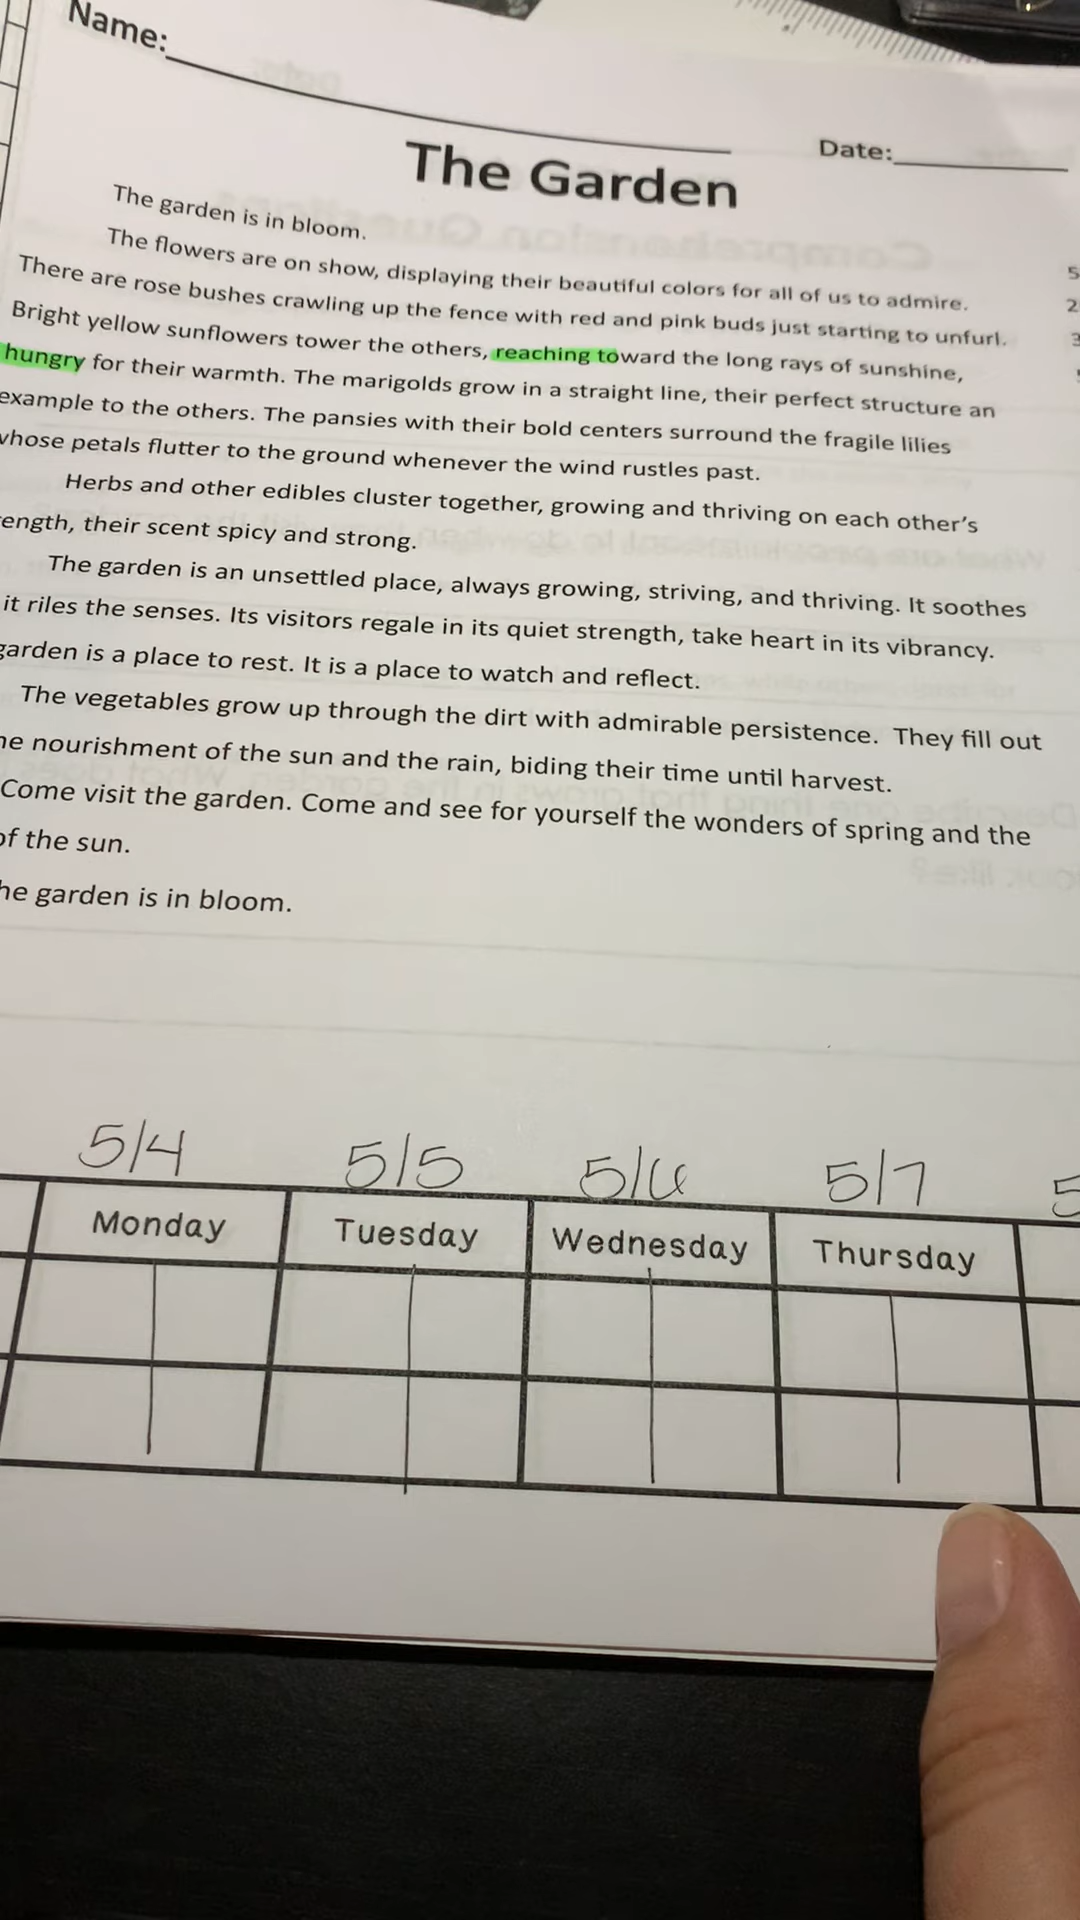 Name:
Date:
The Garden
The garden is in bloom.
The flowers are on show, displaying their beautiful colors for all of us to admire.
There are rose bushes crawling up the fence with red and pink buds just starting to unfurl.
Bright yellow sunflowers tower the others, reaching toward the long rays of sunshine,
hungry for their warmth. The marigolds grow in a straight line, their perfect structure an
example to the others. The pansies with their bold centers surround the fragile lilies
whose petals flutter to the ground whenever the wind rustles past.
Herbs and other edibles cluster together, growing and thriving on each other's
ength, their scent spicy and strong.
The garden is an unsettled place, always growing, striving, and thriving. It soothes
it riles the senses. Its visitors regale in its quiet strength, take heart in its vibrancy.
garden is a place to rest. It is a place to watch and reflect.
The vegetables grow up through the dirt with admirable persistence. They fill out
he nourishment of the sun and the rain, biding their time until harvest.
Come visit the garden. Come and see for yourself the wonders of spring and the
of the sun.
he garden is in bloom.
5/4 5/5 5/6 5/7 5
Monday Tuesday Wednesday Thursday